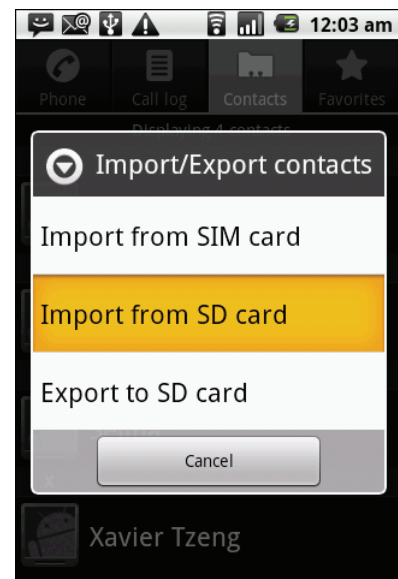 12:03 am
Phone Call log Contacts Favorites
Displaying 4 contacts
Import/Export contacts
Import from SIM card
Import from SD card
Export to SD card
Cancel
X
Xavier Tzeng